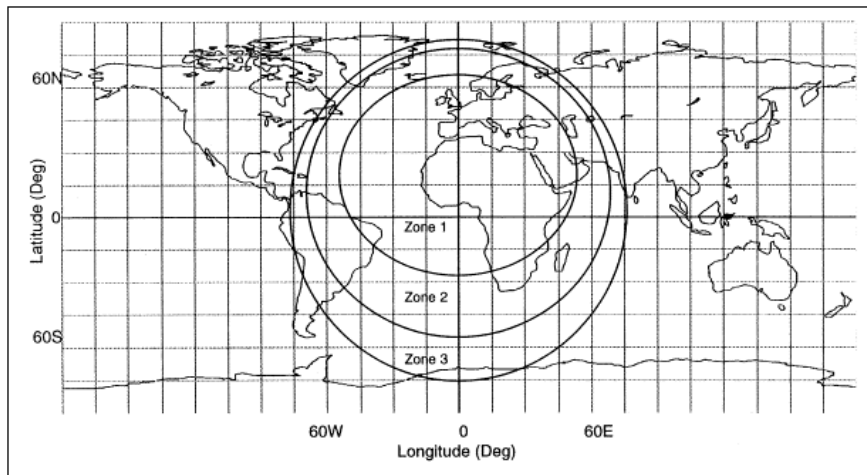 60N
Latitude (Deg)
0
60S
Zone 1
Zone 2
Zone 3
60W
0
60E
Longitude (Deg)